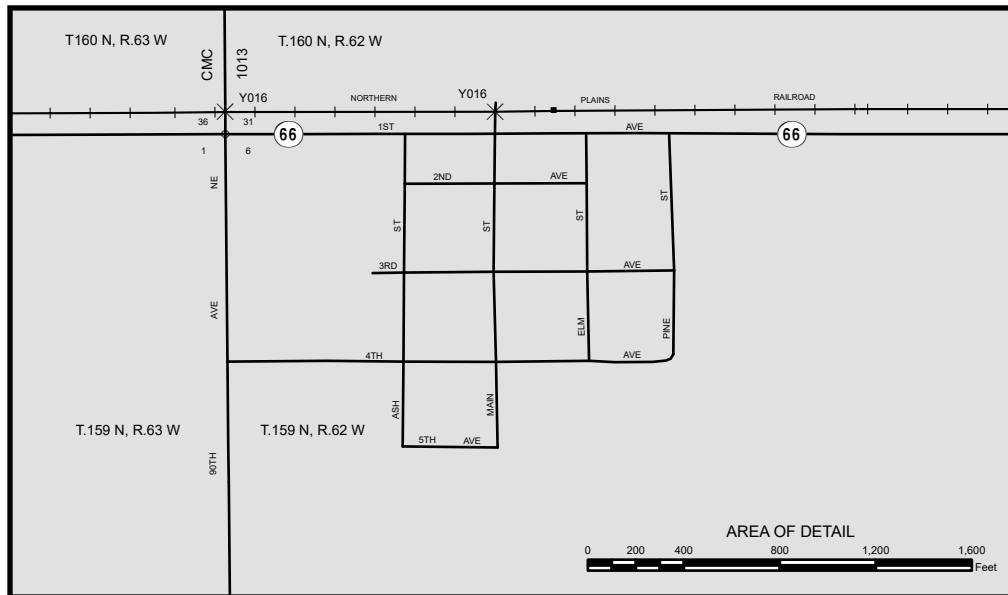 T160 N, R.63 W
T.160 N, R.62 W
CMC
1013
Y016
NORTHERN
Y016
PLAINS
RAILROAD
36
31
1ST
66
AVE
66
1
6
NE
2ND
AVE
ST
ST
ST
ST
3RD
AVE
AVE
ELM
PINE
4TH
AVE
ASH
MAIN
T.159 N, R.63 W
T.159 N, R.62 W
5TH
AVE
90TH
AREA OF DETAIL
0 200 400 800 1,200 1,600
Feet